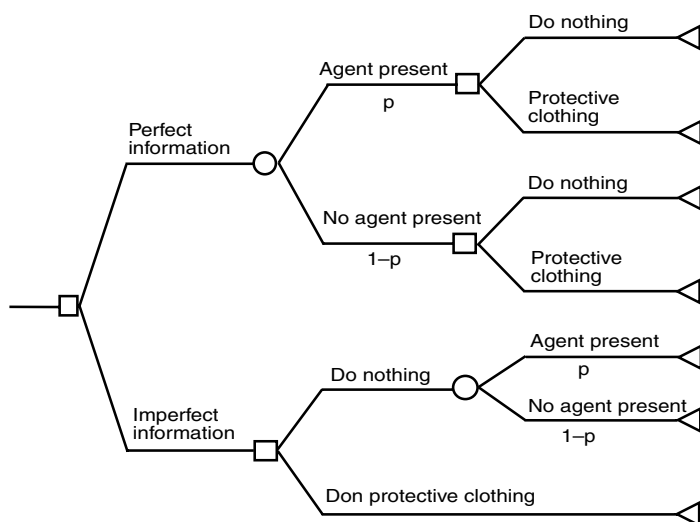 Do nothing
Agent present
p
Protective
clothing
Perfect
information
Do nothing
No agent present
1–p
Protective
clothing
Agent present
p
Do nothing
No agent present
1–p
Imperfect
information
Don protective clothing